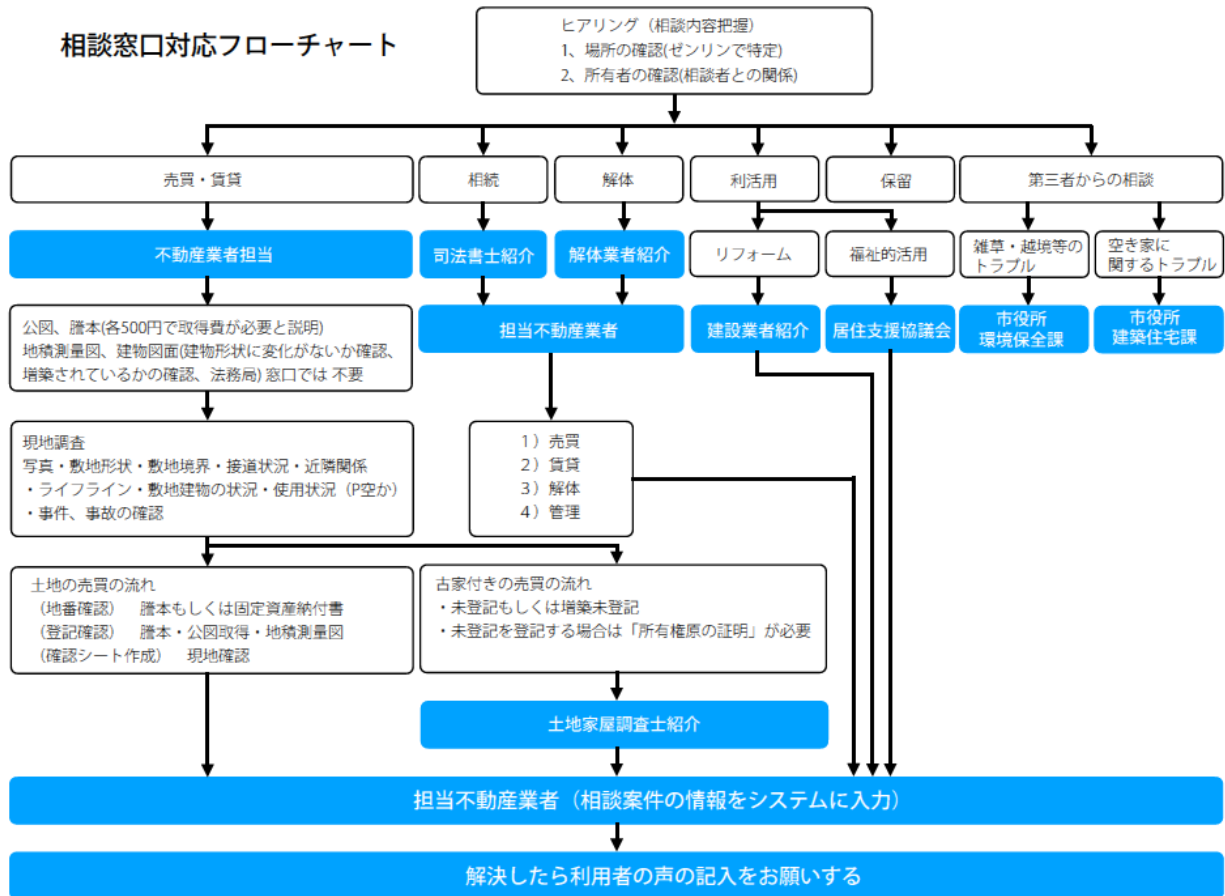 相談窓口対応フローチャート
ヒアリング（相談内容把握）
1、場所の確認(ゼンリンで特定)
2、所有者の確認(相談者との関係)
売買・賃貸
相続
解体
利活用
保留
第三者からの相談
不動産業者担当
司法書士紹介
解体業者紹介
リフォーム
福祉的活用
雑草・越境等の
トラブル
空き家に
関するトラブル
公図、謄本(各500円で取得費が必要と説明)
地積測量図、建物図面(建物形状に変化がないか確認、
増築されているかの確認、法務局) 窓口では 不要
担当不動産業者
建設業者紹介
居住支援協議会
市役所
環境保全課
市役所
建築住宅課
現地調査
写真・敷地形状・敷地境界・接道状況・近隣関係
・ライフライン・敷地建物の状況・使用状況（P空か）
・事件、事故の確認
1）売買
2）賃貸
3）解体
4）管理
土地の売買の流れ
（地番確認）　謄本もしくは固定資産納付書
（登記確認）　謄本・公図取得・地積測量図
（確認シート作成）　現地確認
古家付きの売買の流れ
・未登記もしくは増築未登記
・未登記を登記する場合は「所有権原の証明」が必要
土地家屋調査士紹介
担当不動産業者（相談案件の情報をシステムに入力）
解決したら利用者の声の記入をお願いする